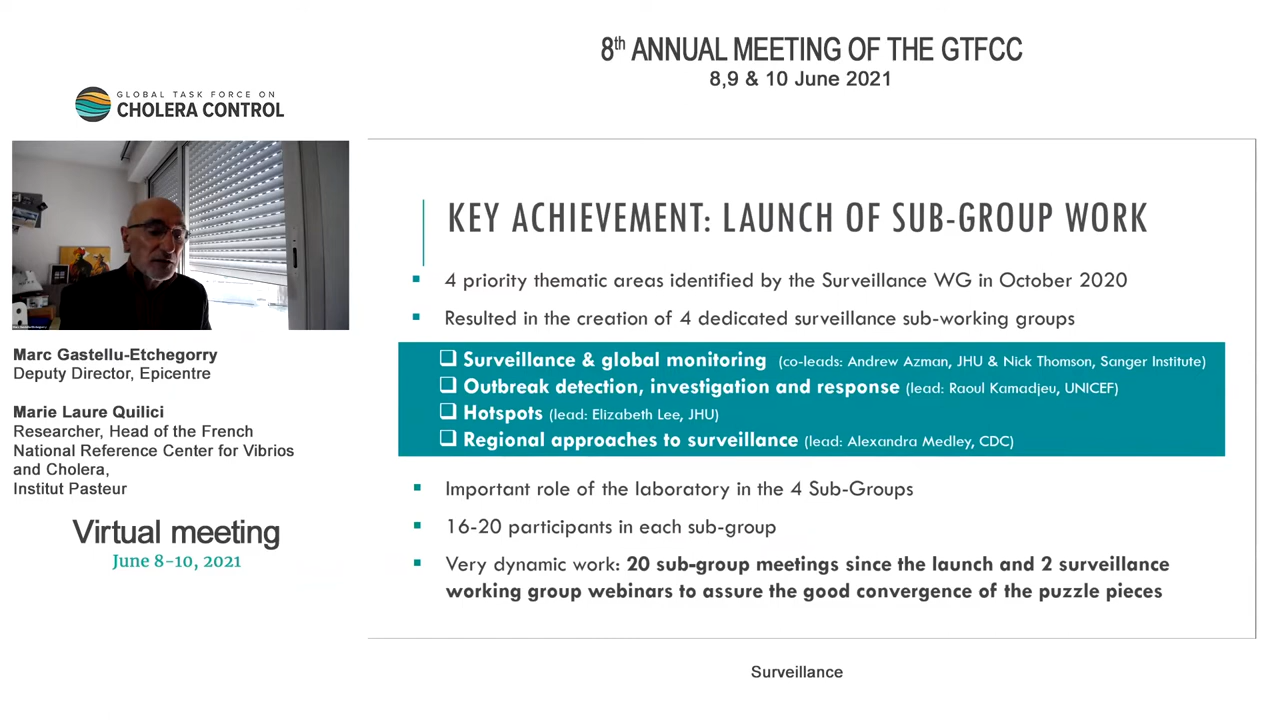 8th ANNUAL MEETING OF THE GTFCC
8,9 & 10 June 2021
GLOBAL TASK FORCE ON
CHOLERA CONTROL
Marc Gastellu-Etchegorry
Deputy Director, Epicentre
Marie Laure Quilici
Researcher, Head of the French
National Reference Center for Vibrios
and Cholera,
Institut Pasteur
Virtual meeting
June 8-10, 2021
KEY ACHIEVEMENT: LAUNCH OF SUB-GROUP WORK
▪ 4 priority thematic areas identified by the Surveillance WG in October 2020
▪ Resulted in the creation of 4 dedicated surveillance sub-working groups
❑ Surveillance & global monitoring (co-leads: Andrew Azman, JHU & Nick Thomson, Sanger Institute)
❑ Outbreak detection, investigation and response (lead: Raoul Kamadjeu, UNICEF)
❑ Hotspots (lead: Elizabeth Lee, JHU)
❑ Regional approaches to surveillance (lead: Alexandra Medley, CDC)
▪ Important role of the laboratory in the 4 Sub-Groups
▪ 16-20 participants in each sub-group
▪ Very dynamic work: 20 sub-group meetings since the launch and 2 surveillance
working group webinars to assure the good convergence of the puzzle pieces
Surveillance